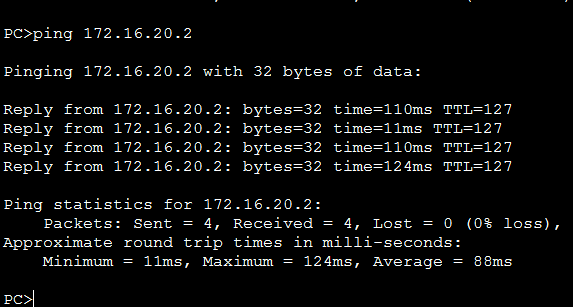 PC>ping 172.16.20.2
Pinging 172.16.20.2 with 32 bytes of data:
Reply from 172.16.20.2: bytes=32 time=110ms TTL=127
Reply from 172.16.20.2: bytes=32 time=11ms TTL=127
Reply from 172.16.20.2: bytes=32 time=110ms TTL=127
Reply from 172.16.20.2: bytes=32 time=124ms TTL=127
Ping statistics for 172.16.20.2:
Packets: Sent = 4, Received = 4, Lost = 0 (0% loss),
Approximate round trip times in milli-seconds:
Minimum = 11ms, Maximum = 124ms, Average = 88ms
PC>